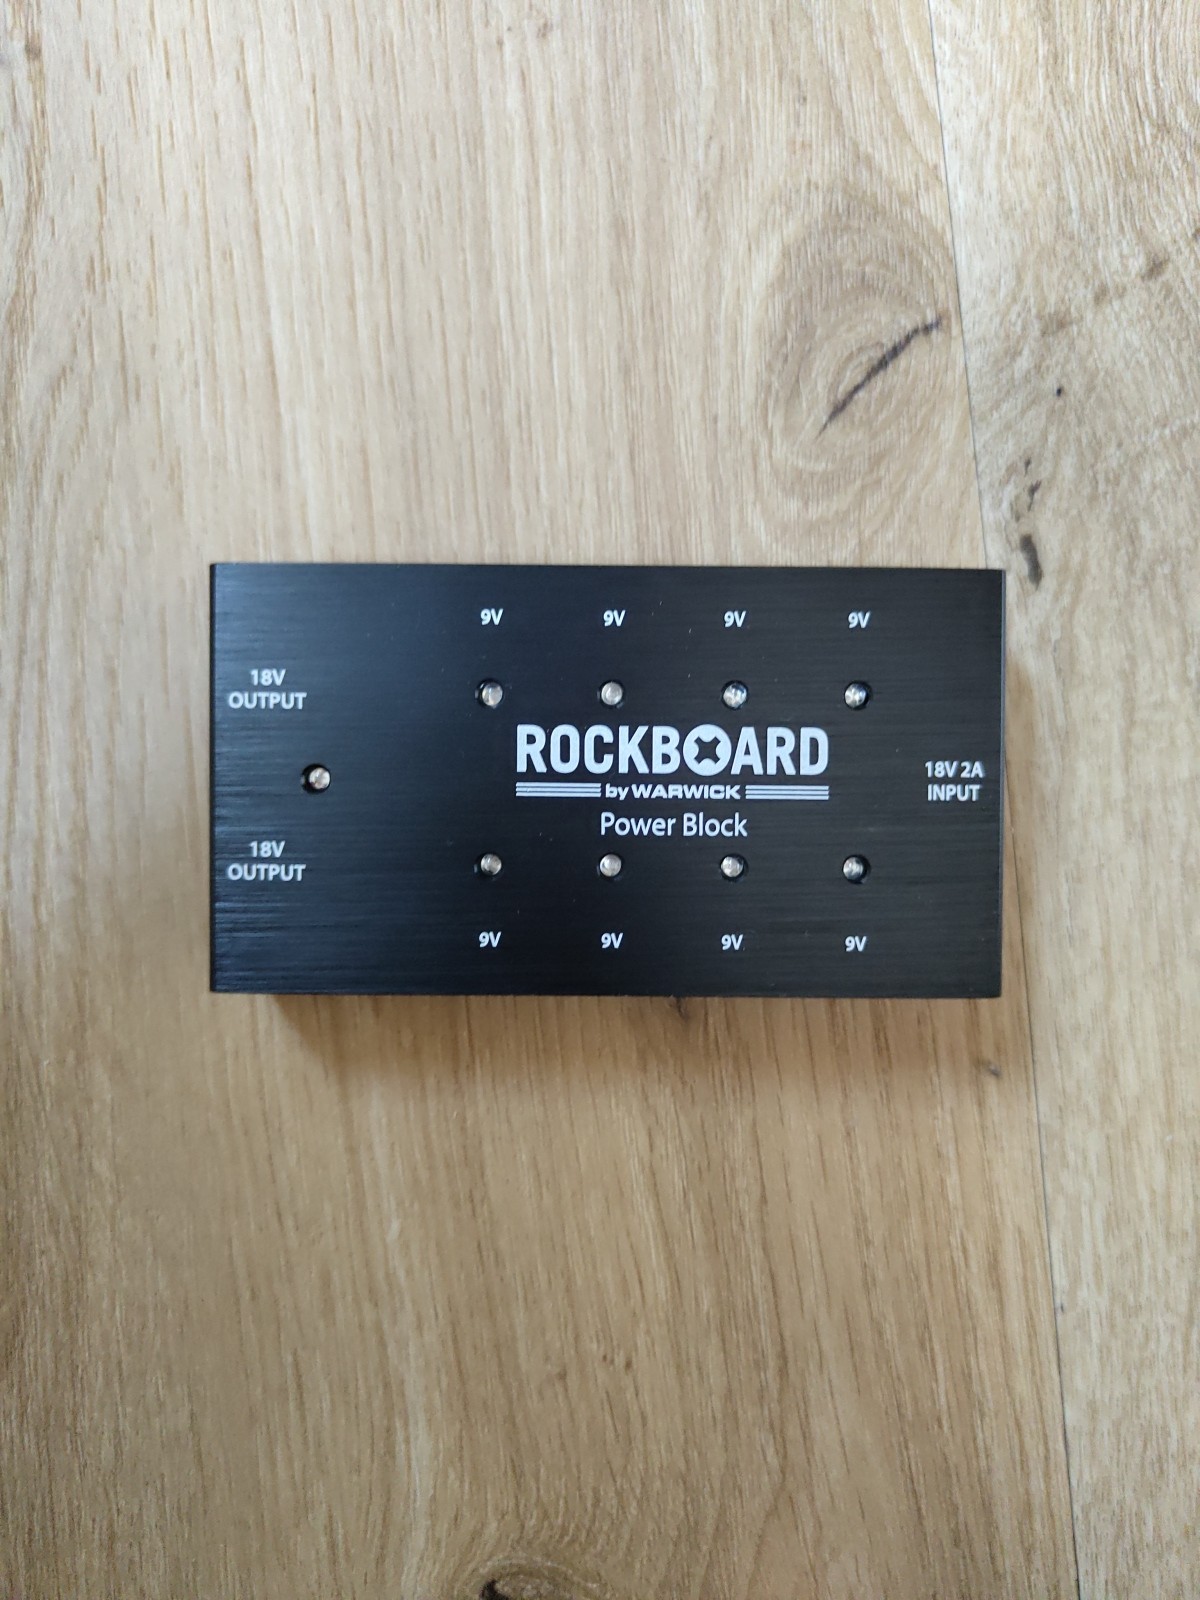 9V 9V 9V 9V
18V
OUTPUT
ROCKBOARD
by WARWICK
Power Block
18V 2A
INPUT
18V
OUTPUT
9V 9V 9V 9V